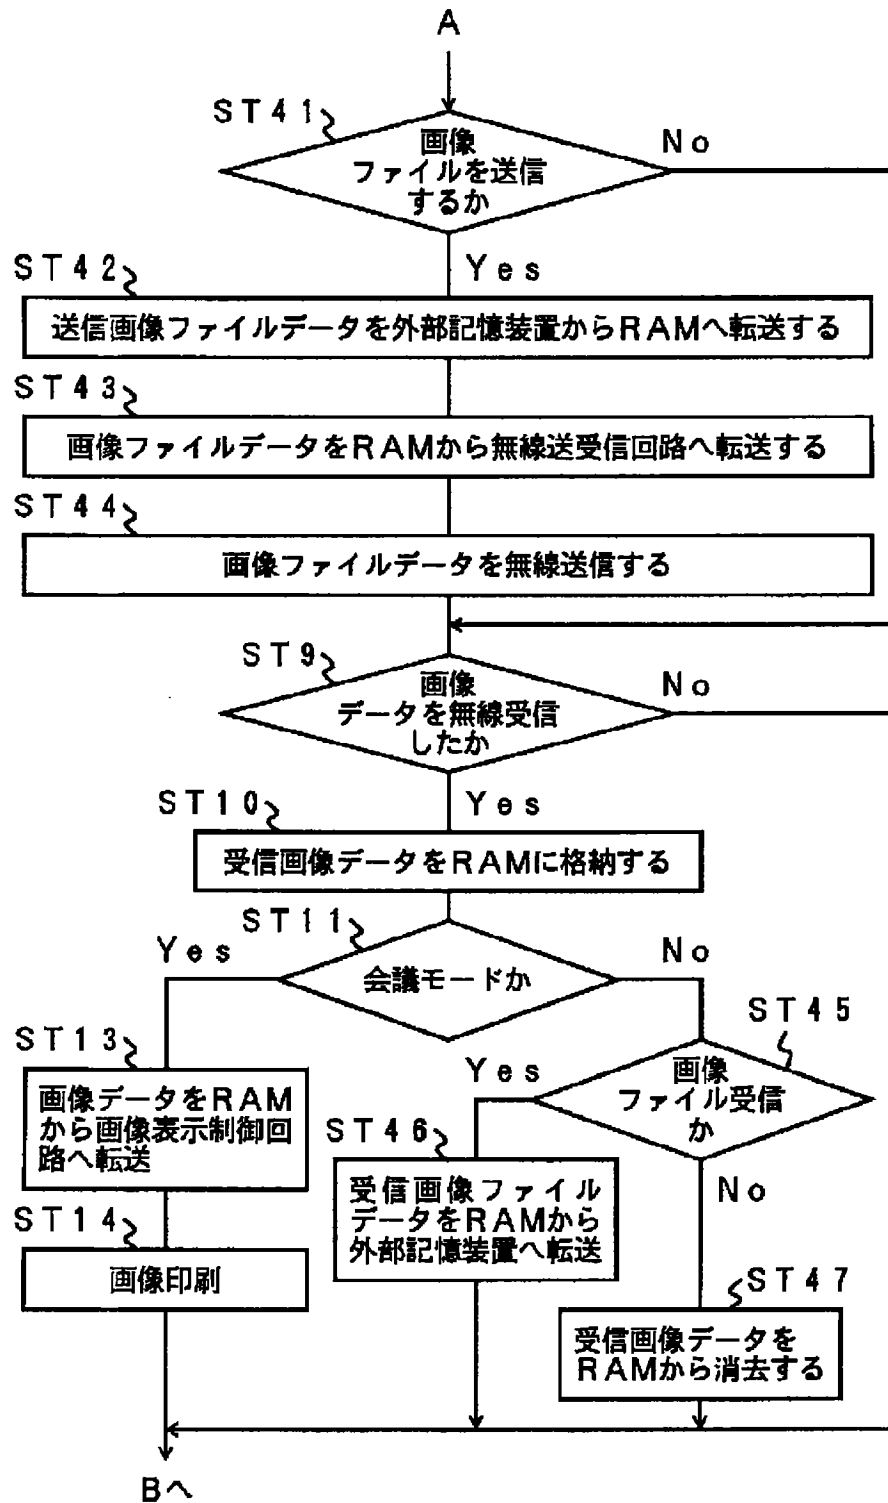 A
ST41
画像
ファイルを送信
するか
No
Yes
ST42
送信画像ファイルデータを外部記憶装置からRAMへ転送する
ST43
画像ファイルデータをRAMから無線送受信回路へ転送する
ST44
画像ファイルデータを無線送信する
ST9
画像
データを無線受信
したか
No
Yes
ST10
受信画像データをRAMに格納する
ST11
会議モードか
Yes
No
ST13
画像データをRAM
から画像表示制御回
路へ転送
ST14
画像印刷
ST45
画像
ファイル受信
か
Yes
No
ST46
受信画像ファイル
データをRAMから
外部記憶装置へ転送
ST47
受信画像データを
RAMから消去する
Bへ